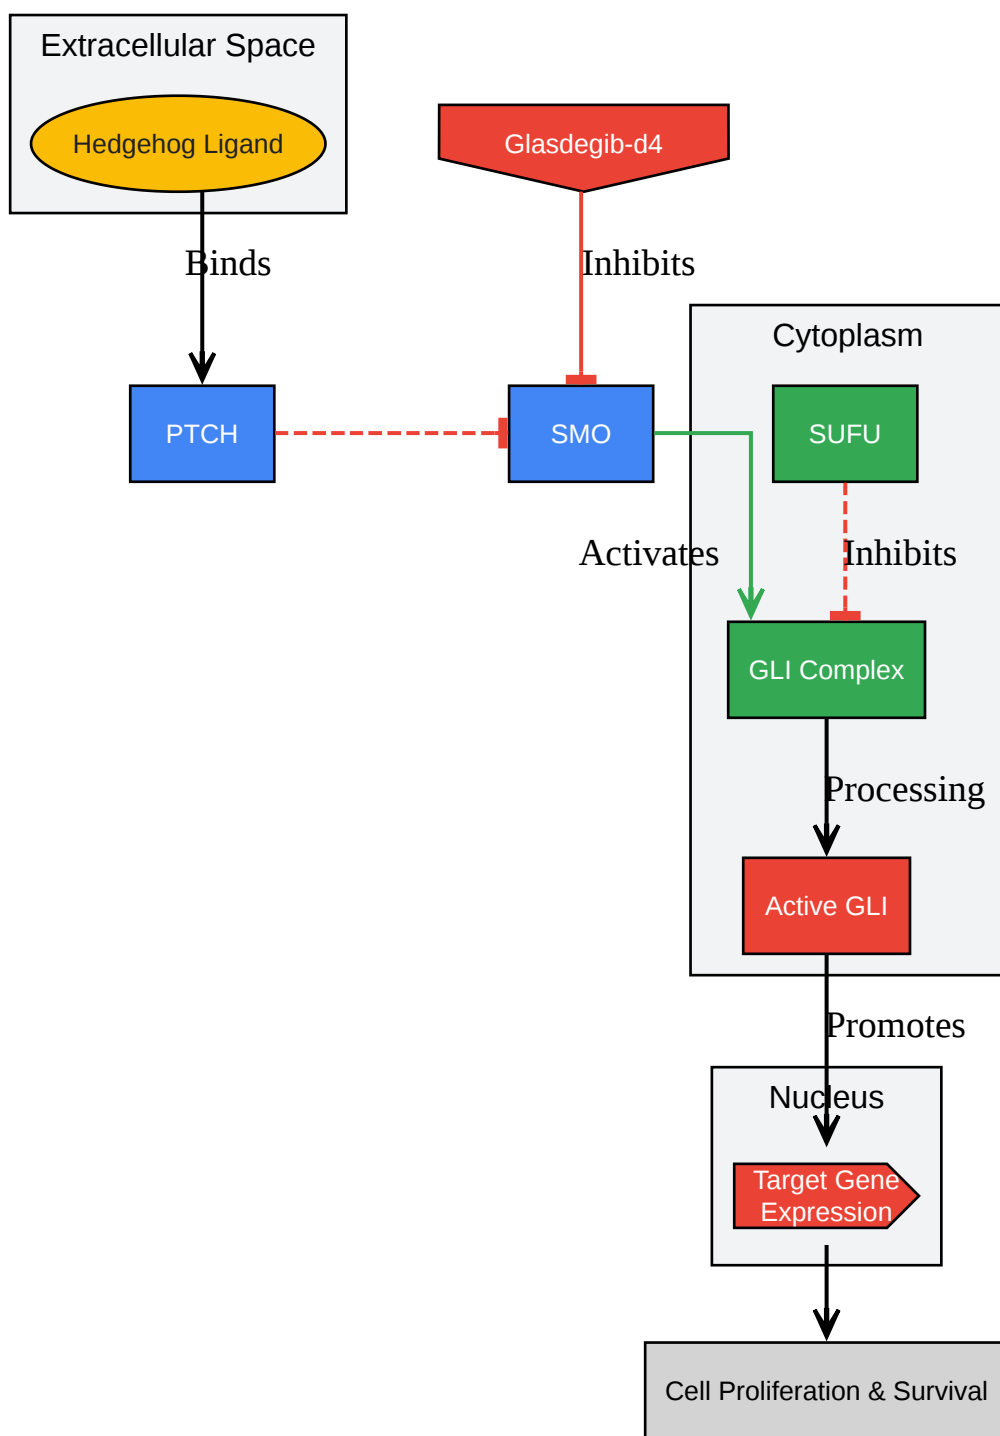 Extracellular Space
Hedgehog Ligand
Glasdegib-d4
Binds
Inhibits
Cytoplasm
PTCH
SMO
SUFU
Activates
Inhibits
GLI Complex
Processing
Active GLI
Promotes
Nucleus
Target Gene
Expression
Cell Proliferation & Survival